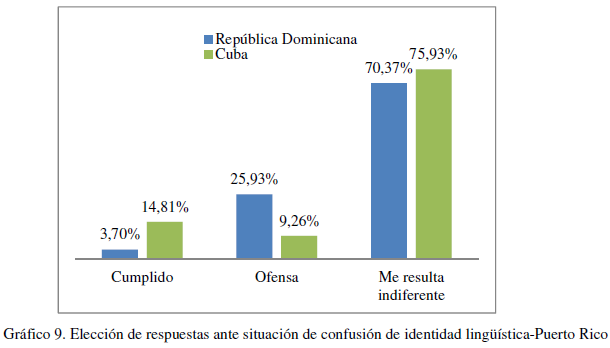 República Dominicana
Cuba
75,93%
70,37%
25,93%
14,81%
9,26%
3,70%
Cumplido
Ofensa
Me resulta
indiferente
Gráfico 9. Elección de respuestas ante situación de confusión de identidad lingüística-Puerto Rico